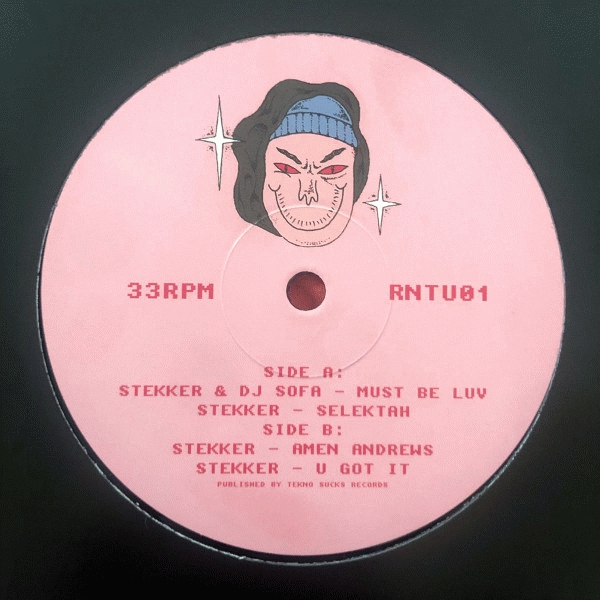 33RPM
RNTU01
SIDE A:
STEKKER & DJ SOFA - MUST BE LUV
STEKKER - SELEKTAH
SIDE B:
STEKKER - AMEN ANDREWS
STEKKER - U GOT IT
PUBLISHED BY TEKNO SUCKS RECORDS